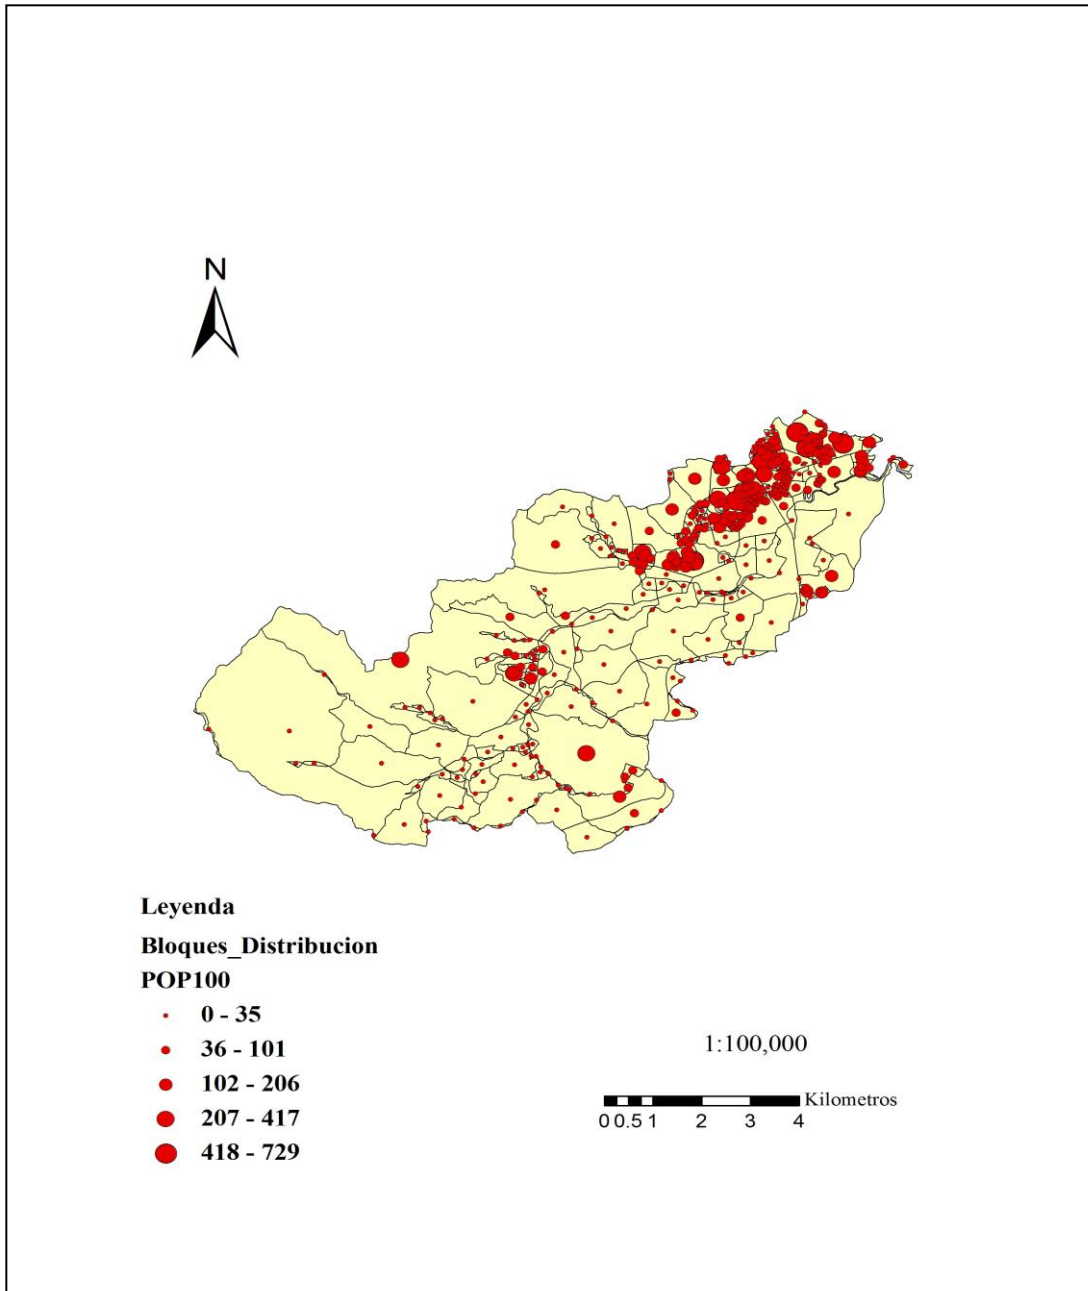 N
Leyenda
Bloques_Distribucion
POP100
0 - 35
36 - 101
102 - 206
207 - 417
418 - 729
1:100,000
Kilometros
0 0.5 1 2 3 4